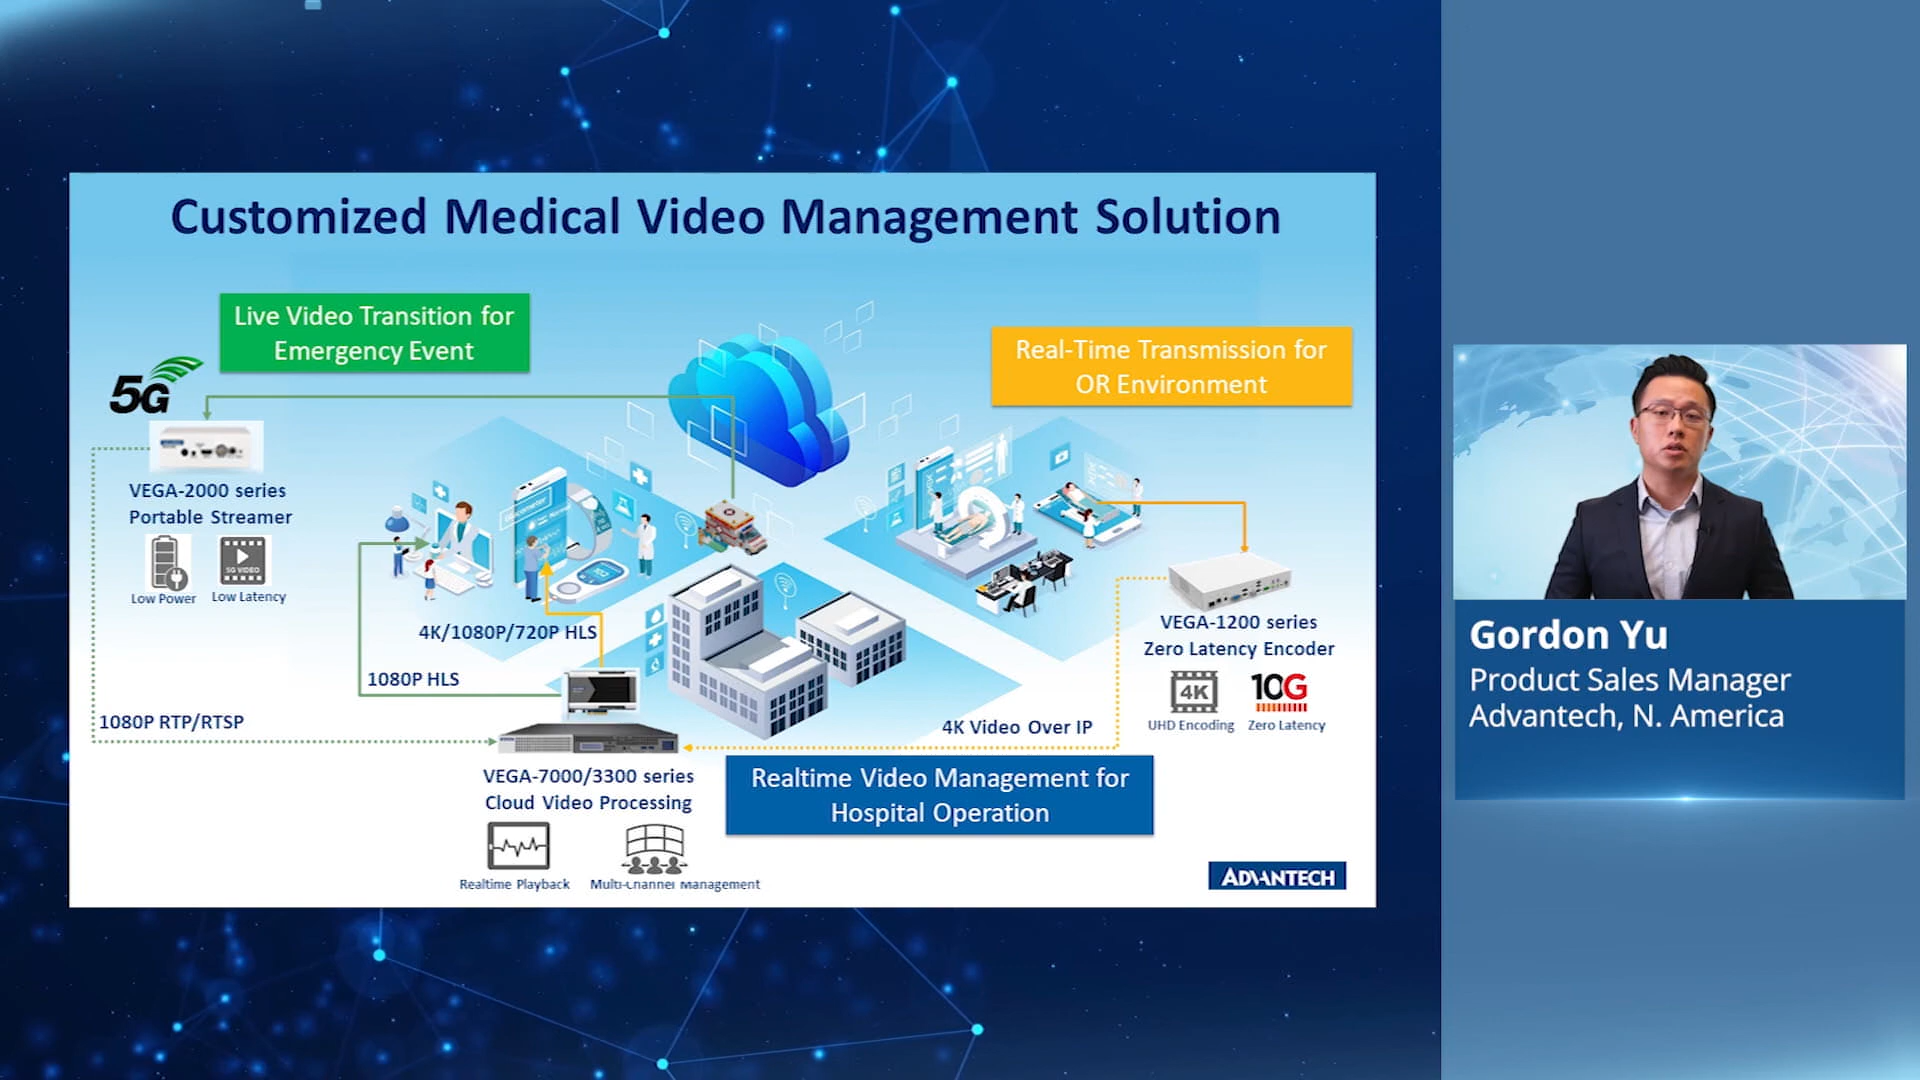 Customized Medical Video Management Solution
Live Video Transition for
Emergency Event
Real-Time Transmission for
OR Environment
5G
VEGA-2000 series
Portable Streamer
5G VIDEO
Low Power
Low Latency
4K/1080P/720P HLS
1080P HLS
1080P RTP/RTSP
VEGA-1200 series
Zero Latency Encoder
4K
10G
UHD Encoding
Zero Latency
4K Video Over IP
VEGA-7000/3300 series
Cloud Video Processing
Realtime Video Management for
Hospital Operation
Realtime Playback
Multi-Channel Management
ADVANTECH
Gordon Yu
Product Sales Manager
Advantech, N. America